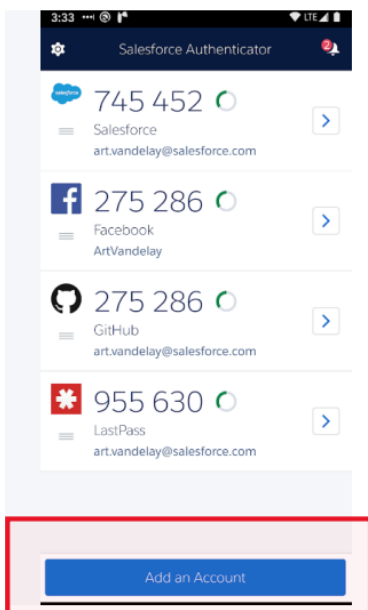 3:33
LTE
Salesforce Authenticator
2
salesforce
745 452
Salesforce
art.vandelay@salesforce.com
275 286
Facebook
ArtVandelay
275 286
GitHub
art.vandelay@salesforce.com
955 630
LastPass
art.vandelay@salesforce.com
Add an Account